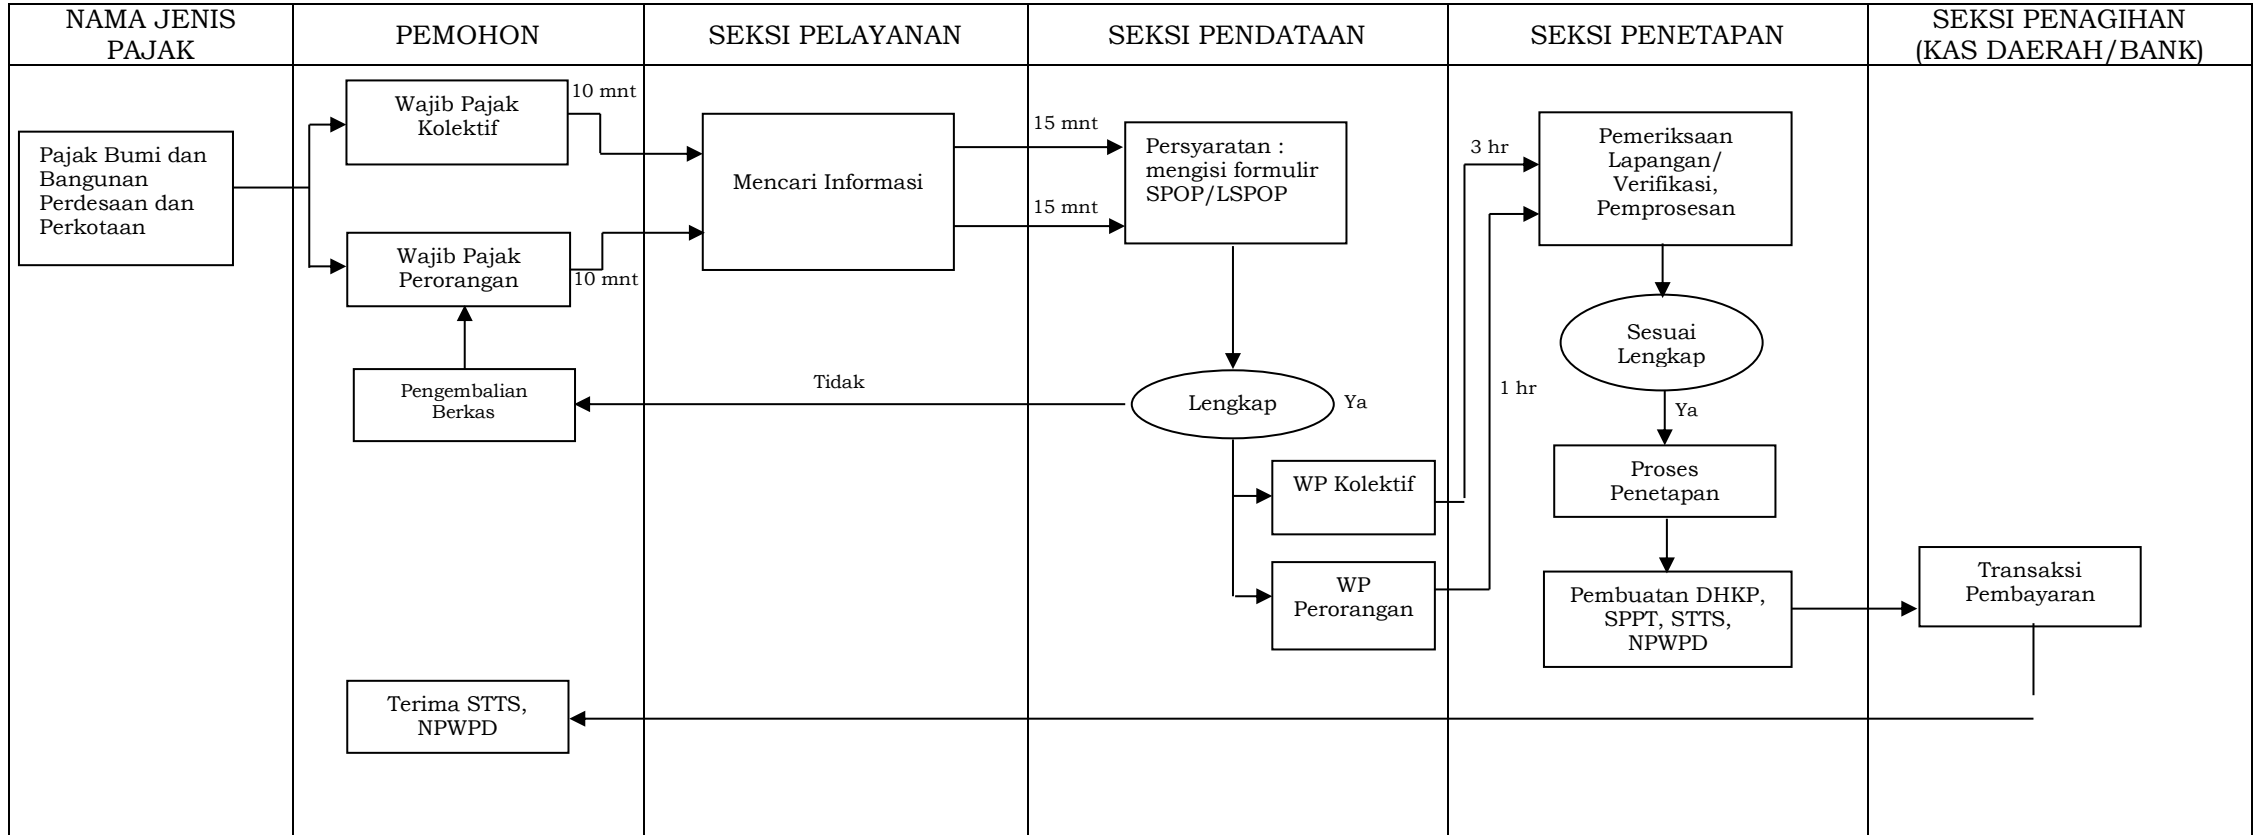 NAMA JENIS
PAJAK
PEMOHON
SEKSI PELAYANAN
SEKSI PENDATAAN
SEKSI PENETAPAN
SEKSI PENAGIHAN
(KAS DAERAH/BANK)
Pajak Bumi dan
Bangunan
Perdesaan dan
Perkotaan
Wajib Pajak
Kolektif
10 mnt
Wajib Pajak
Perorangan
10 mnt
Pengembalian
Berkas
Terima STTS,
NPWPD
Mencari Informasi
Tidak
15 mnt
15 mnt
Persyaratan :
mengisi formulir
SPOP/LSPOP
Lengkap
Ya
WP Kolektif
WP
Perorangan
3 hr
1 hr
Pemeriksaan
Lapangan/
Verifikasi,
Pemprosesan
Sesuai
Lengkap
Ya
Proses
Penetapan
Pembuatan DHKP,
SPPT, STTS,
NPWPD
Transaksi
Pembayaran